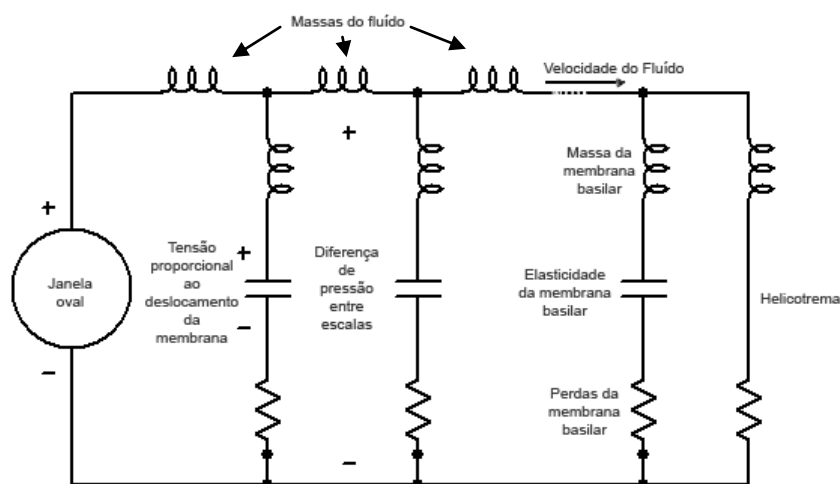 Massas do fluído
Velocidade do Fluído
Massa da
membrana
basilar
+
+
Tensão
proporcional
ao
deslocamento
da
membrana
+
−
Diferença
de
pressão
entre
escalas
Janela
oval
Elasticidade
da membrana
basilar
Helicotrema
−
Perdas da
membrana
basilar
−